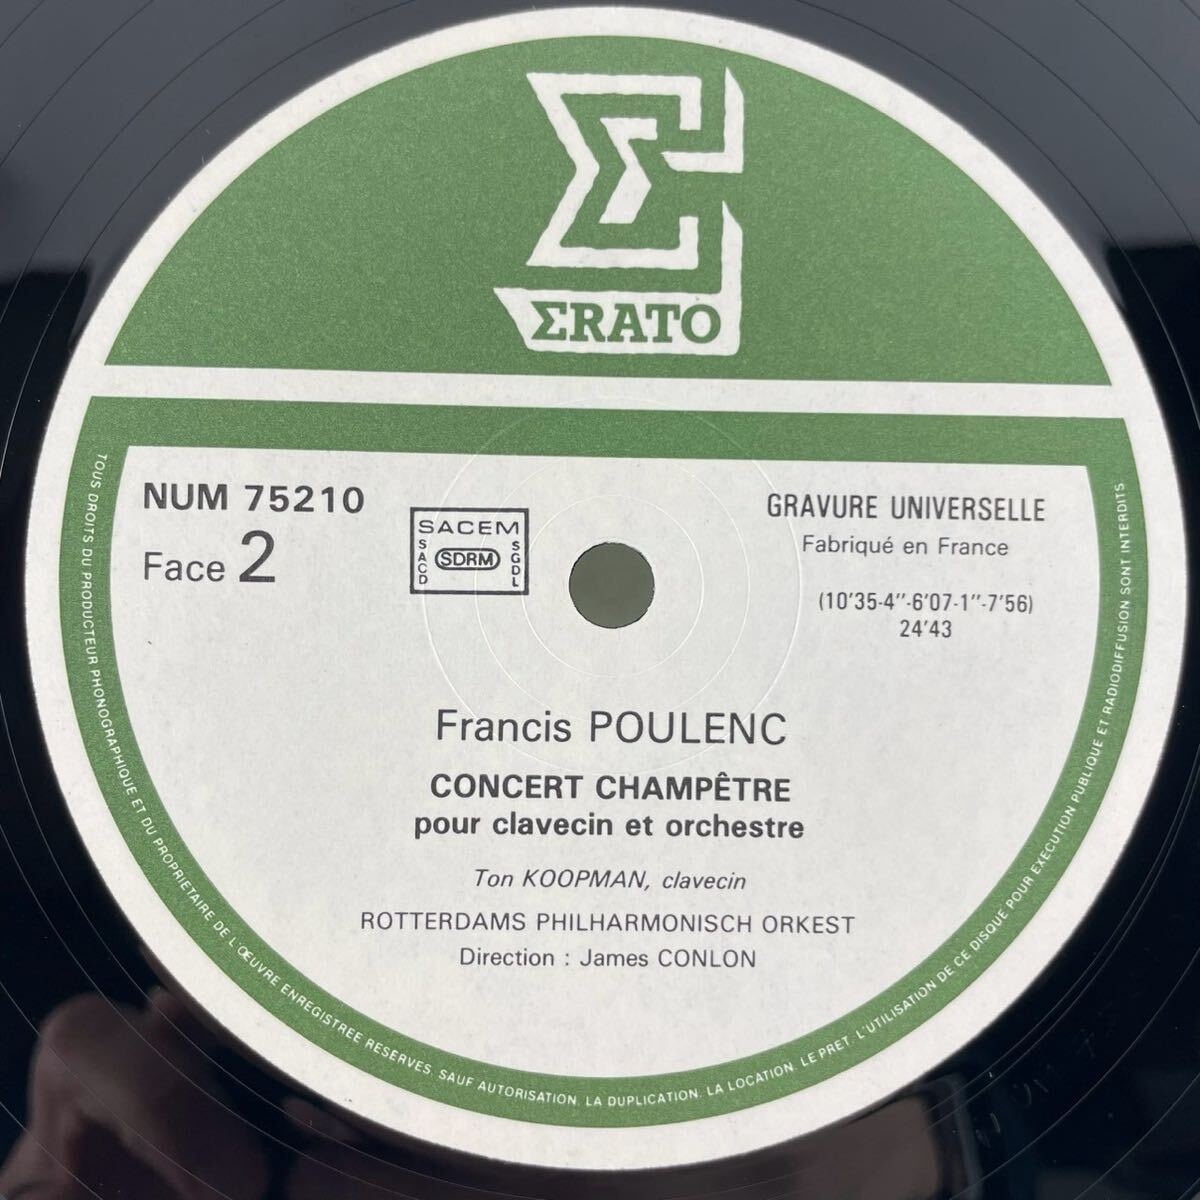 ΣRATO
NUM 75210
Face 2
SACEM
SACD
SDRM
SGDL
GRAVURE UNIVERSELLE
Fabriqué en France
(10'35-4''-6'07-1''-7'56)
24'43
Francis POULENC
CONCERT CHAMPÊTRE
pour clavecin et orchestre
Ton KOOPMAN, clavecin
ROTTERDAMS PHILHARMONISCH ORKEST
Direction : James CONLON
TOUS DROITS DU PRODUCTEUR PHONOGRAPHIQUE ET DU PROPRIETAIRE DE L'ŒUVRE ENREGISTREE RESERVES. SAUF AUTORISATION, LA DUPLICATION, LA LOCATION, LE PRET, L'UTILISATION DE CE DISQUE POUR EXECUTION PUBLIQUE ET RADIODIFFUSION SONT INTERDITS